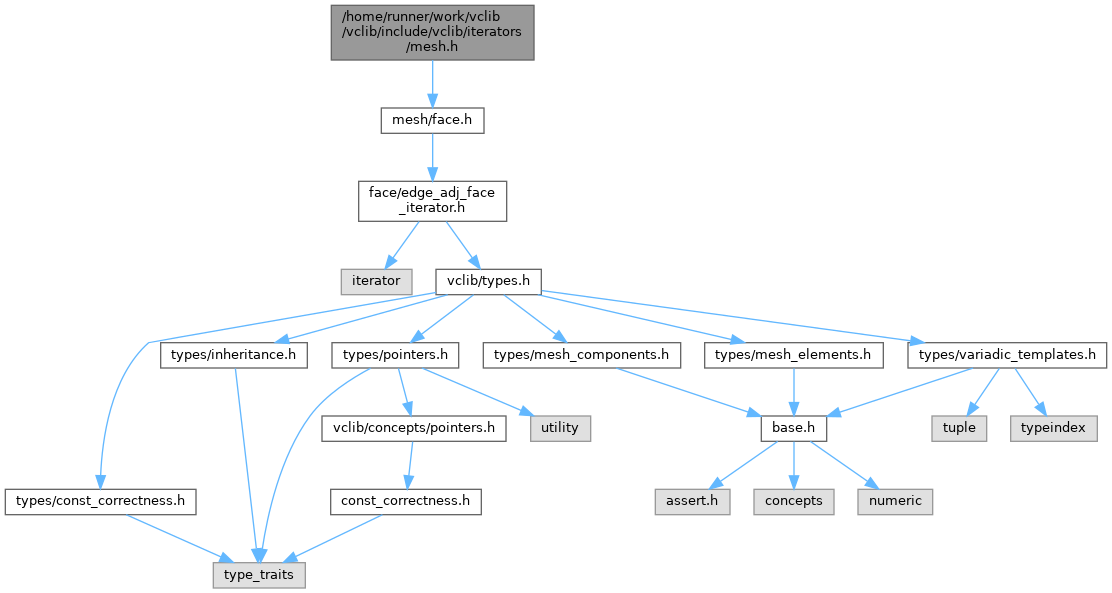 /home/runner/work/vclib
/vclib/include/vclib/iterators
/mesh.h
mesh/face.h
face/edge_adj_face
_iterator.h
iterator
vclib/types.h
types/inheritance.h
types/pointers.h
types/mesh_components.h
types/mesh_elements.h
types/variadic_templates.h
vclib/concepts/pointers.h
utility
base.h
tuple
typeindex
types/const_correctness.h
const_correctness.h
assert.h
concepts
numeric
type_traits